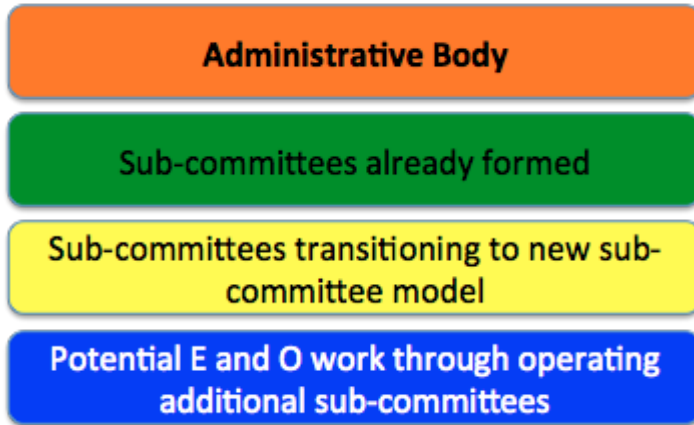 Administrative Body
Sub-committees already formed
Sub-committees transitioning to new sub-
committee model
Potential E and O work through operating
additional sub-committees